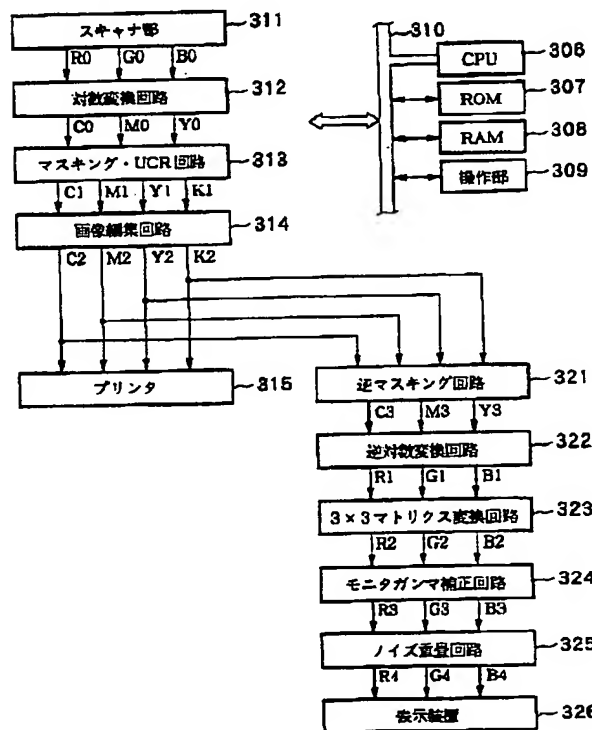 スキャナ部 311
R0 G0 B0
対数変換回路 312
C0 M0 Y0
マスキング・UCR回路 313
C1 M1 Y1 K1
画像編集回路 314
C2 M2 Y2 K2
プリンタ 315
310
CPU 306
ROM 307
RAM 308
操作部 309
逆マスキング回路 321
C3 M3 Y3
逆対数変換回路 322
R1 G1 B1
3×3マトリクス変換回路 323
R2 G2 B2
モニタガンマ補正回路 324
R3 G3 B3
ノイズ重畳回路 325
R4 G4 B4
表示装置 326